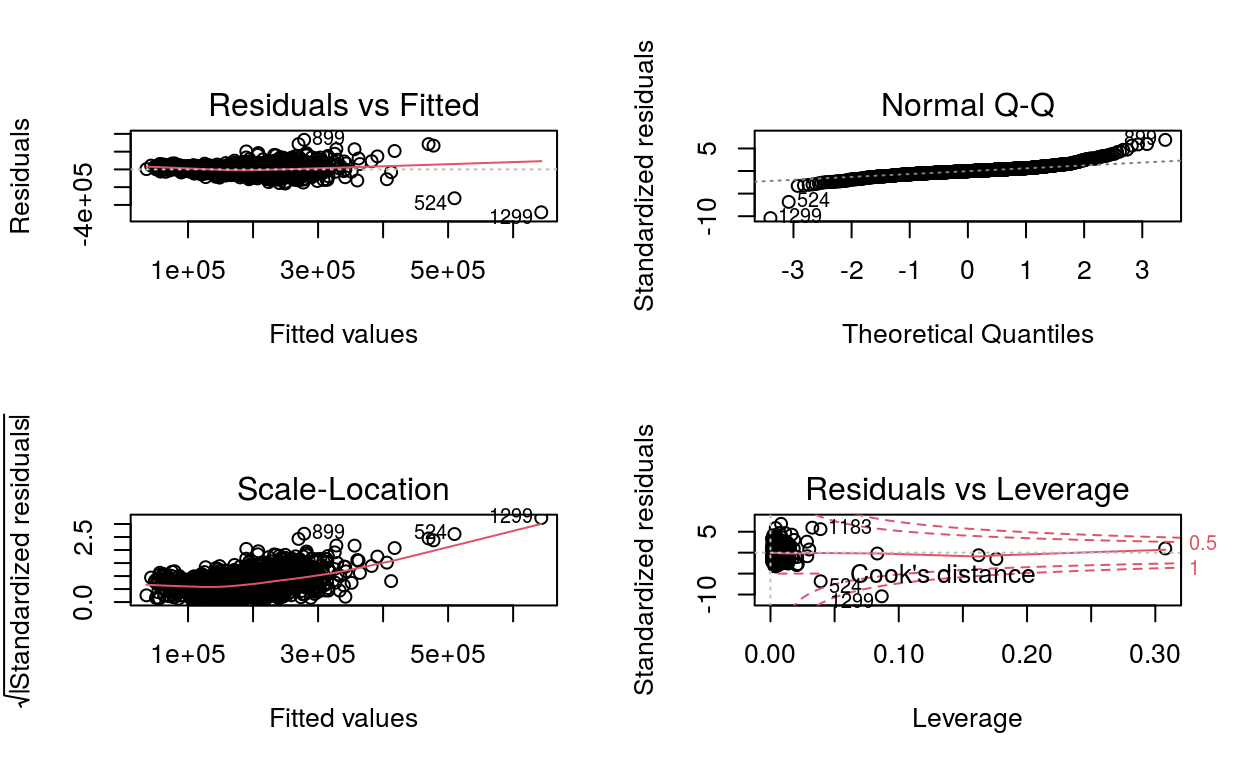 Residuals vs Fitted
Residuals
-4e+05
899
524
1299
1e+05 3e+05 5e+05
Fitted values
Normal Q-Q
Standardized residuals
5
-10
899
524
1299
-3 -2 -1 0 1 2 3
Theoretical Quantiles
Scale-Location
√|Standardized residuals|
2.5
0.0
899
524
1299
1e+05 3e+05 5e+05
Fitted values
Residuals vs Leverage
Standardized residuals
5
-10
1183
Cook's distance
524
1299
0.5
1
0.00 0.10 0.20 0.30
Leverage